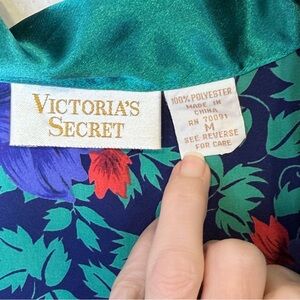 VICTORIA'S
SECRET
100% POLYESTER
MADE IN
CHINA
RN 70091
M
SEE REVERSE
FOR CARE